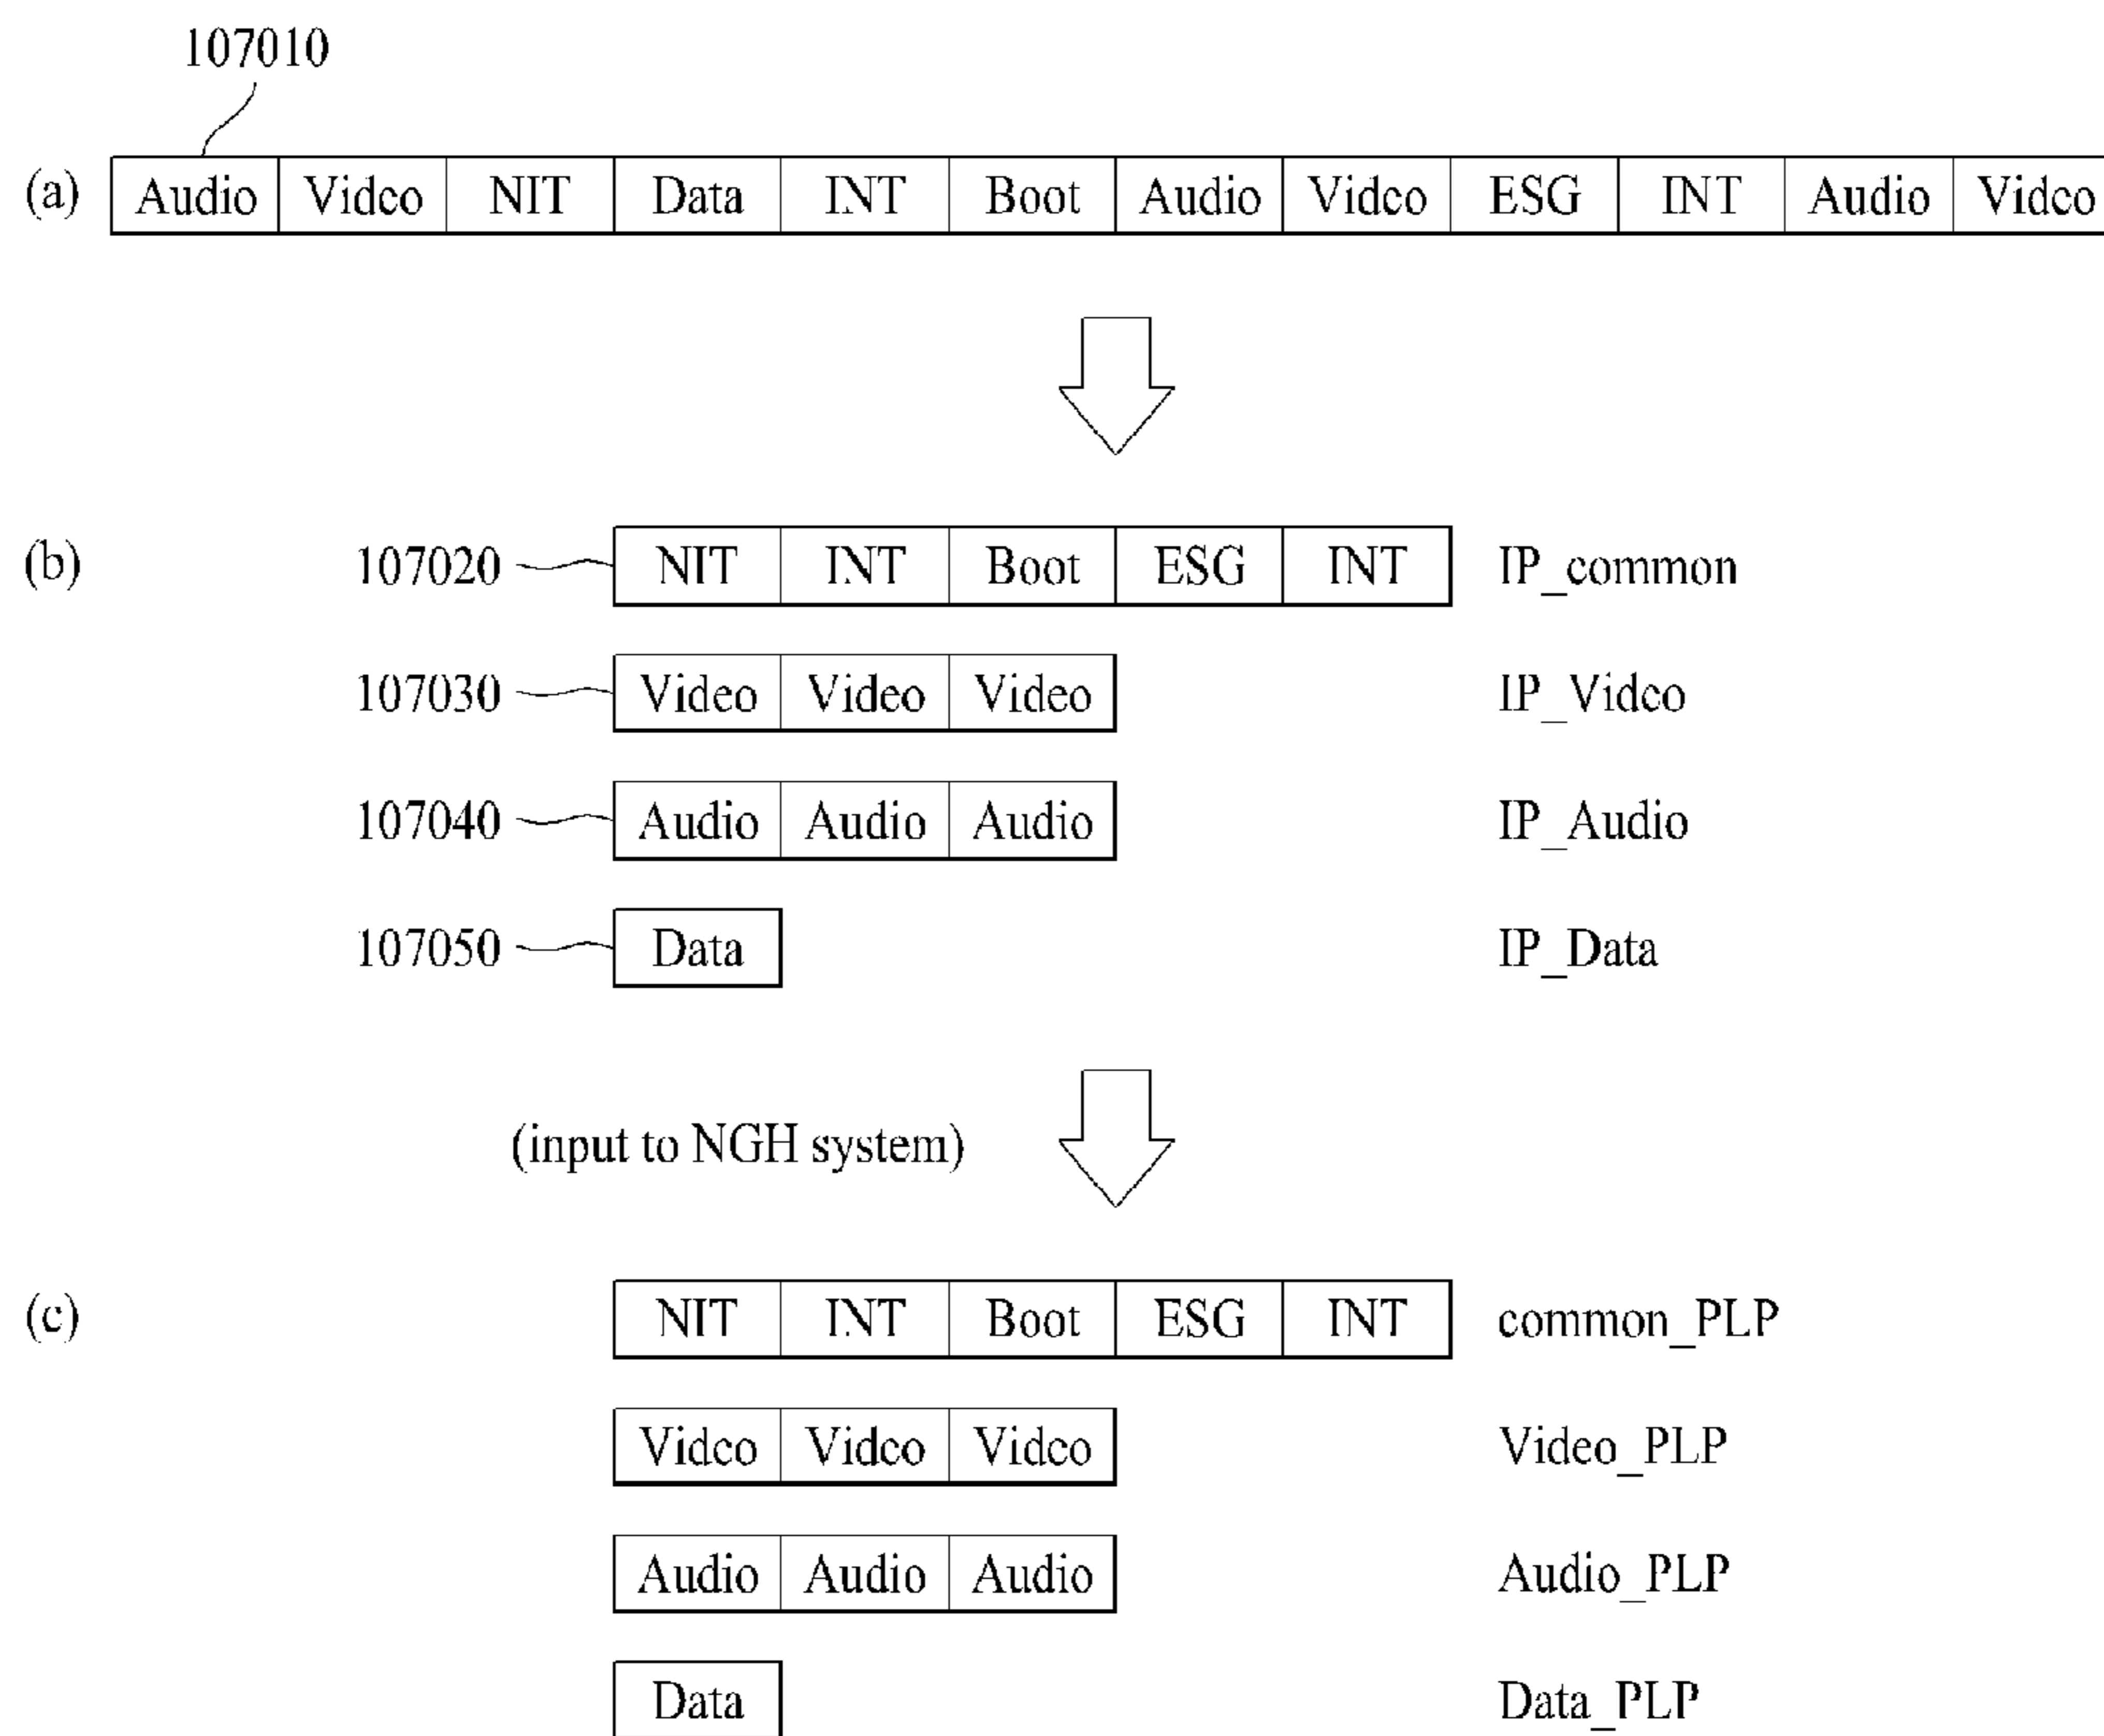 107010
(a) Audio Video NIT Data INT Boot Audio Video ESG INT Audio Video
(b) 107020 NIT INT Boot ESG INT IP_common
107030 Video Video Video IP_Video
107040 Audio Audio Audio IP_Audio
107050 Data IP_Data
(input to NGH system)
(c) NIT INT Boot ESG INT common_PLP
Video Video Video Video_PLP
Audio Audio Audio Audio_PLP
Data Data_PLP